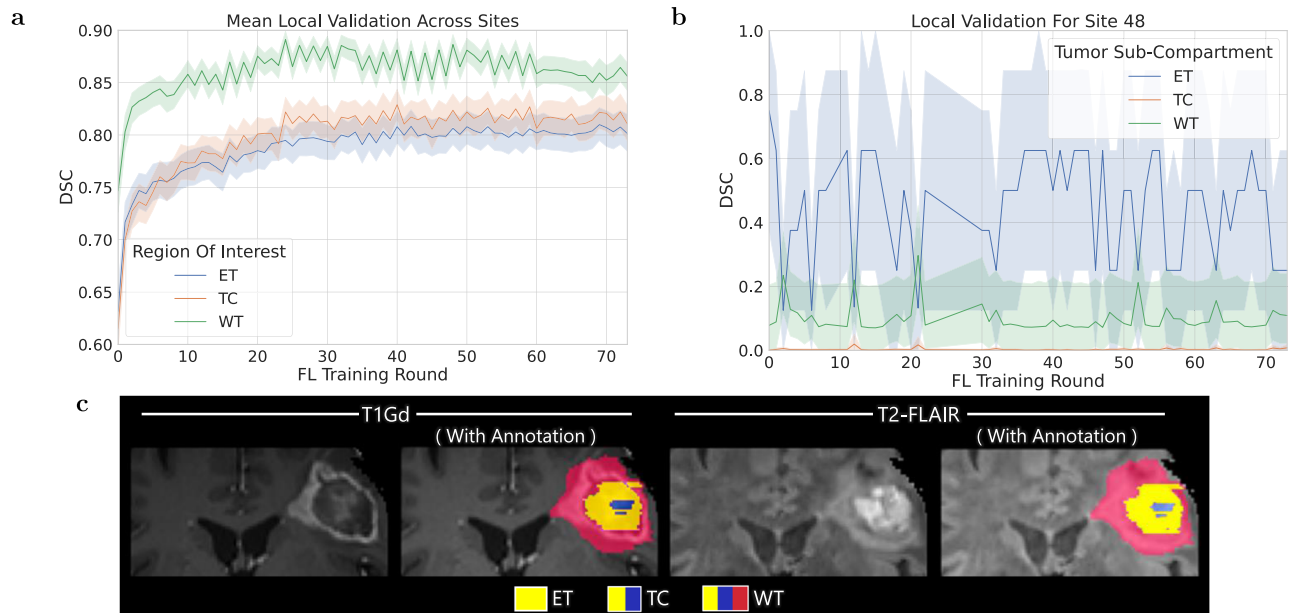 a
Mean Local Validation Across Sites
0.90
0.85
0.80
0.75
0.70
0.65
0.60
DSC
Region Of Interest
ET
TC
WT
0 10 20 30 40 50 60 70
FL Training Round
b
Local Validation For Site 48
1.0
0.8
0.6
0.4
0.2
0.0
DSC
Tumor Sub-Compartment
ET
TC
WT
0 10 20 30 40 50 60 70
FL Training Round
c
T1Gd
( With Annotation )
T2-FLAIR
( With Annotation )
ET TC WT